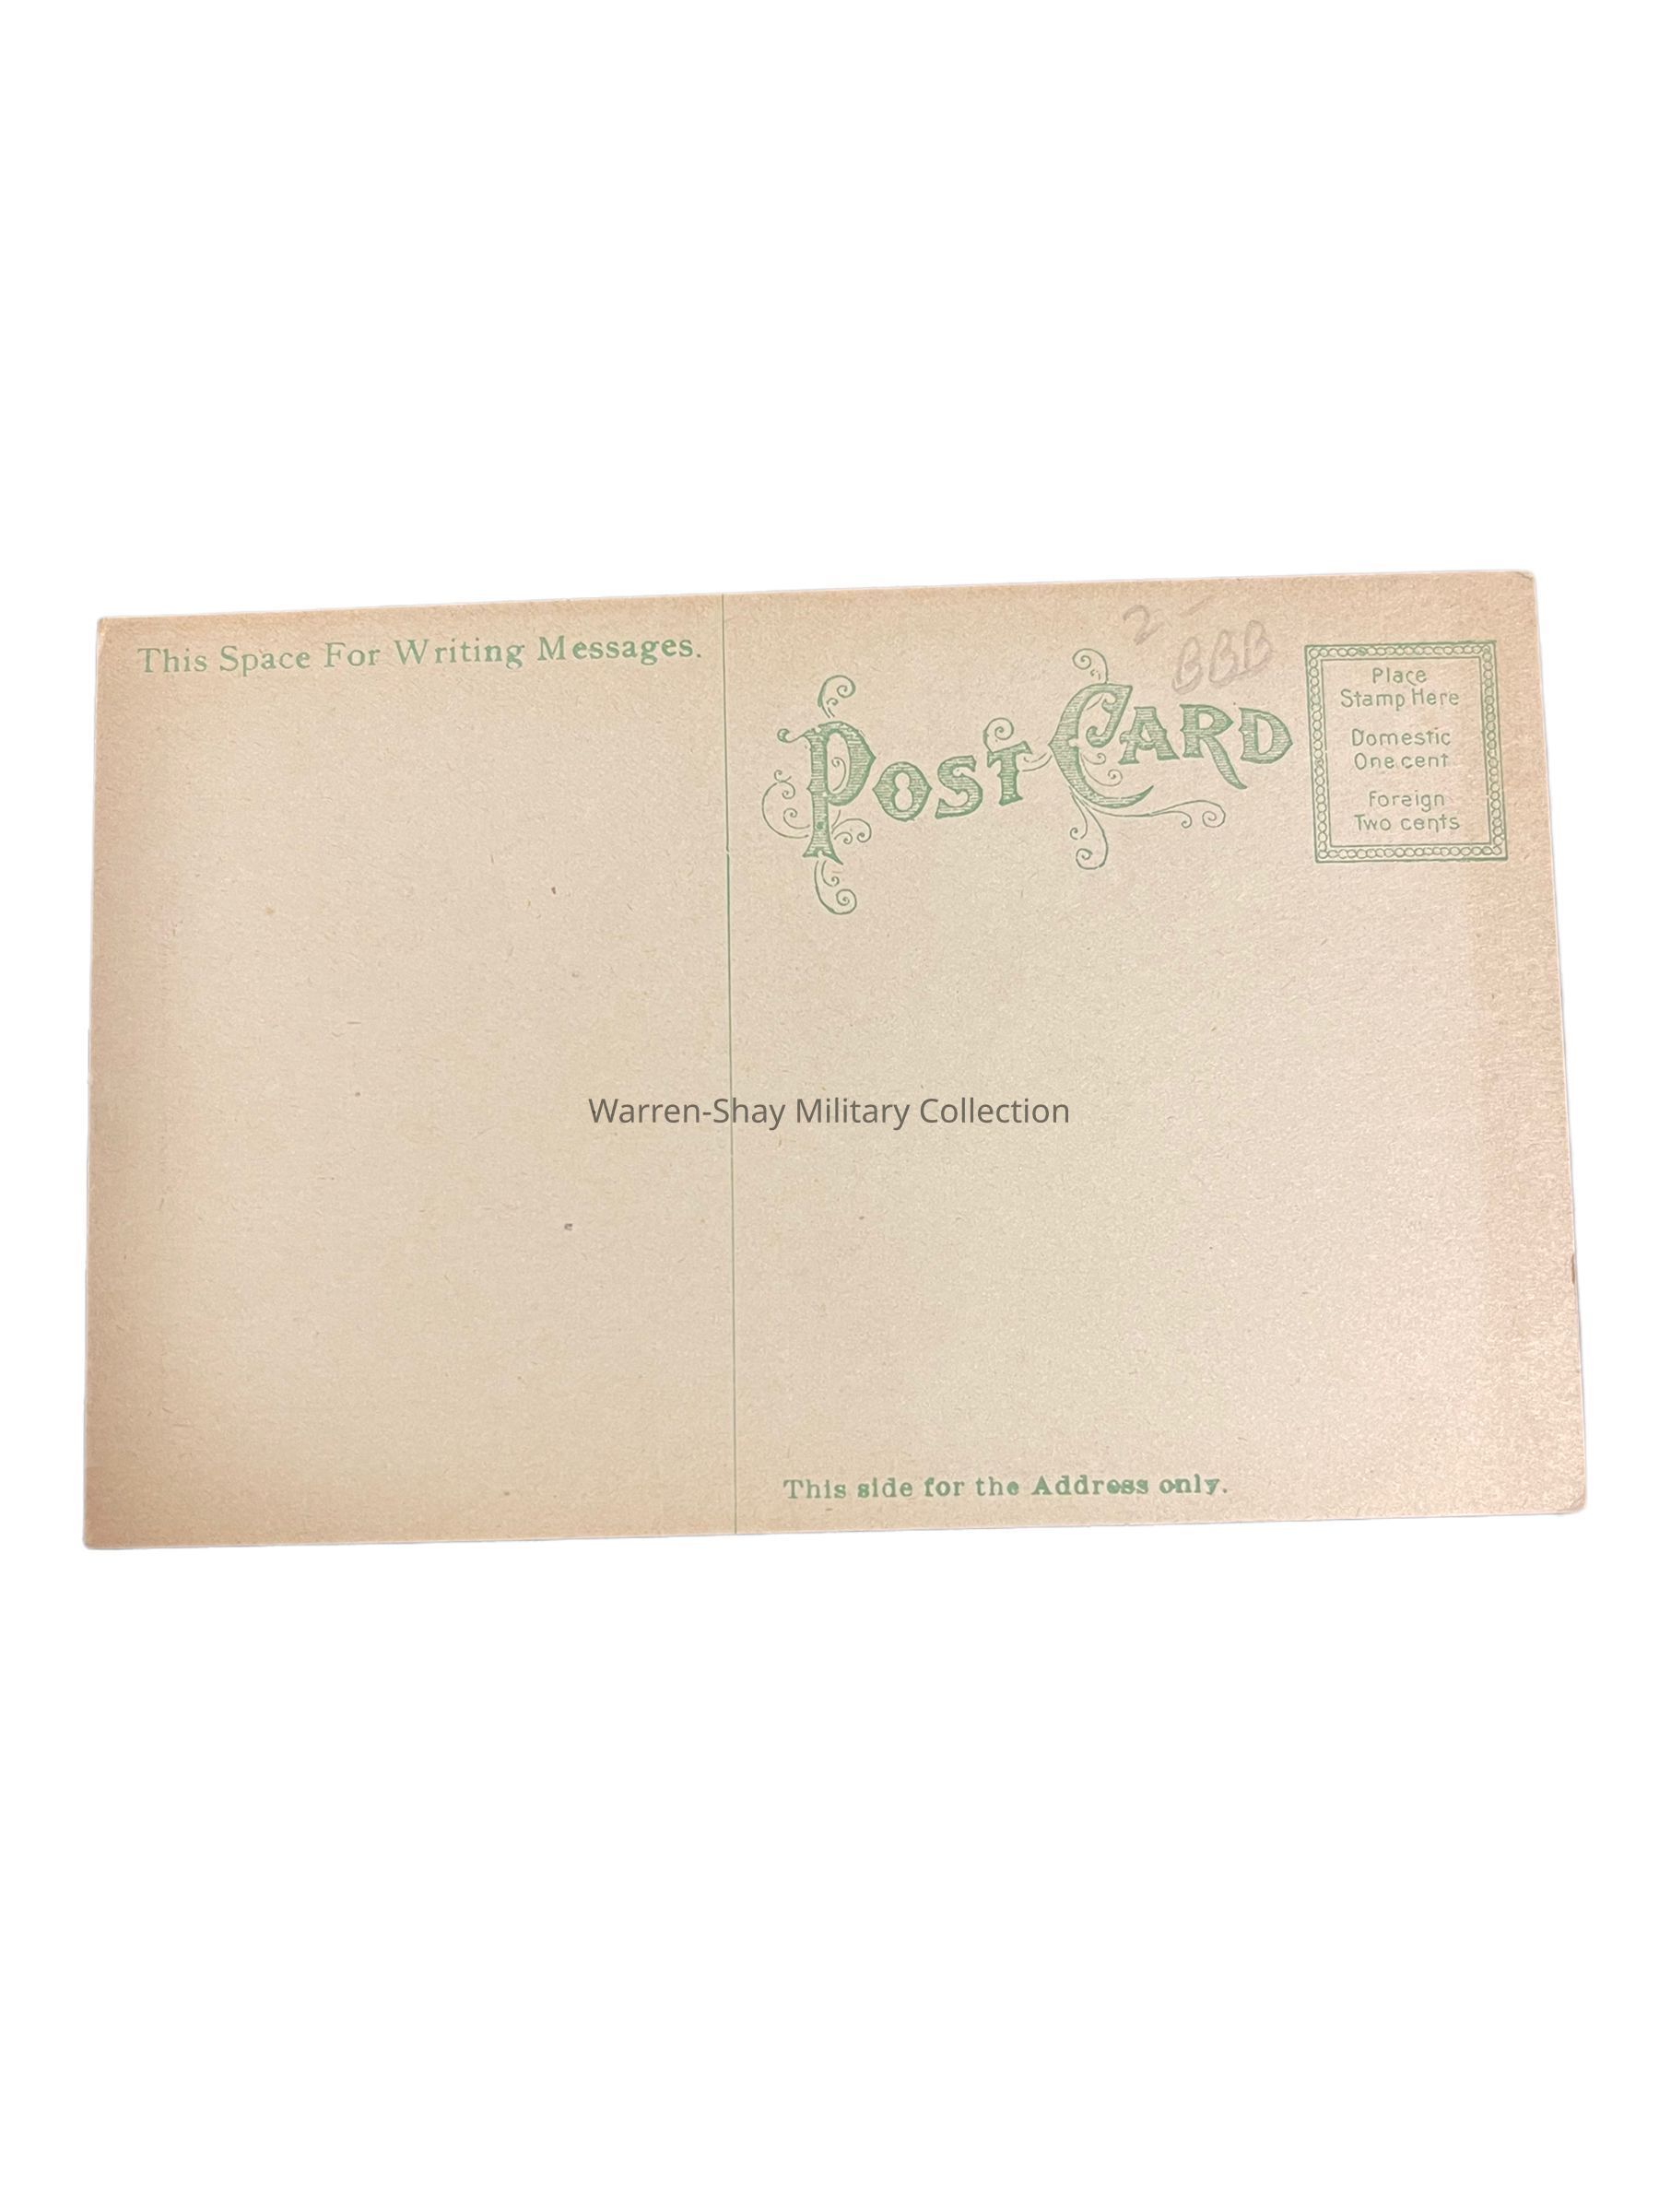 This Space For Writing Messages.
2-
BBB
POST CARD
Place
Stamp Here
Domestic
One cent
Foreign
Two cents
Warren-Shay Military Collection
This side for the Address only.